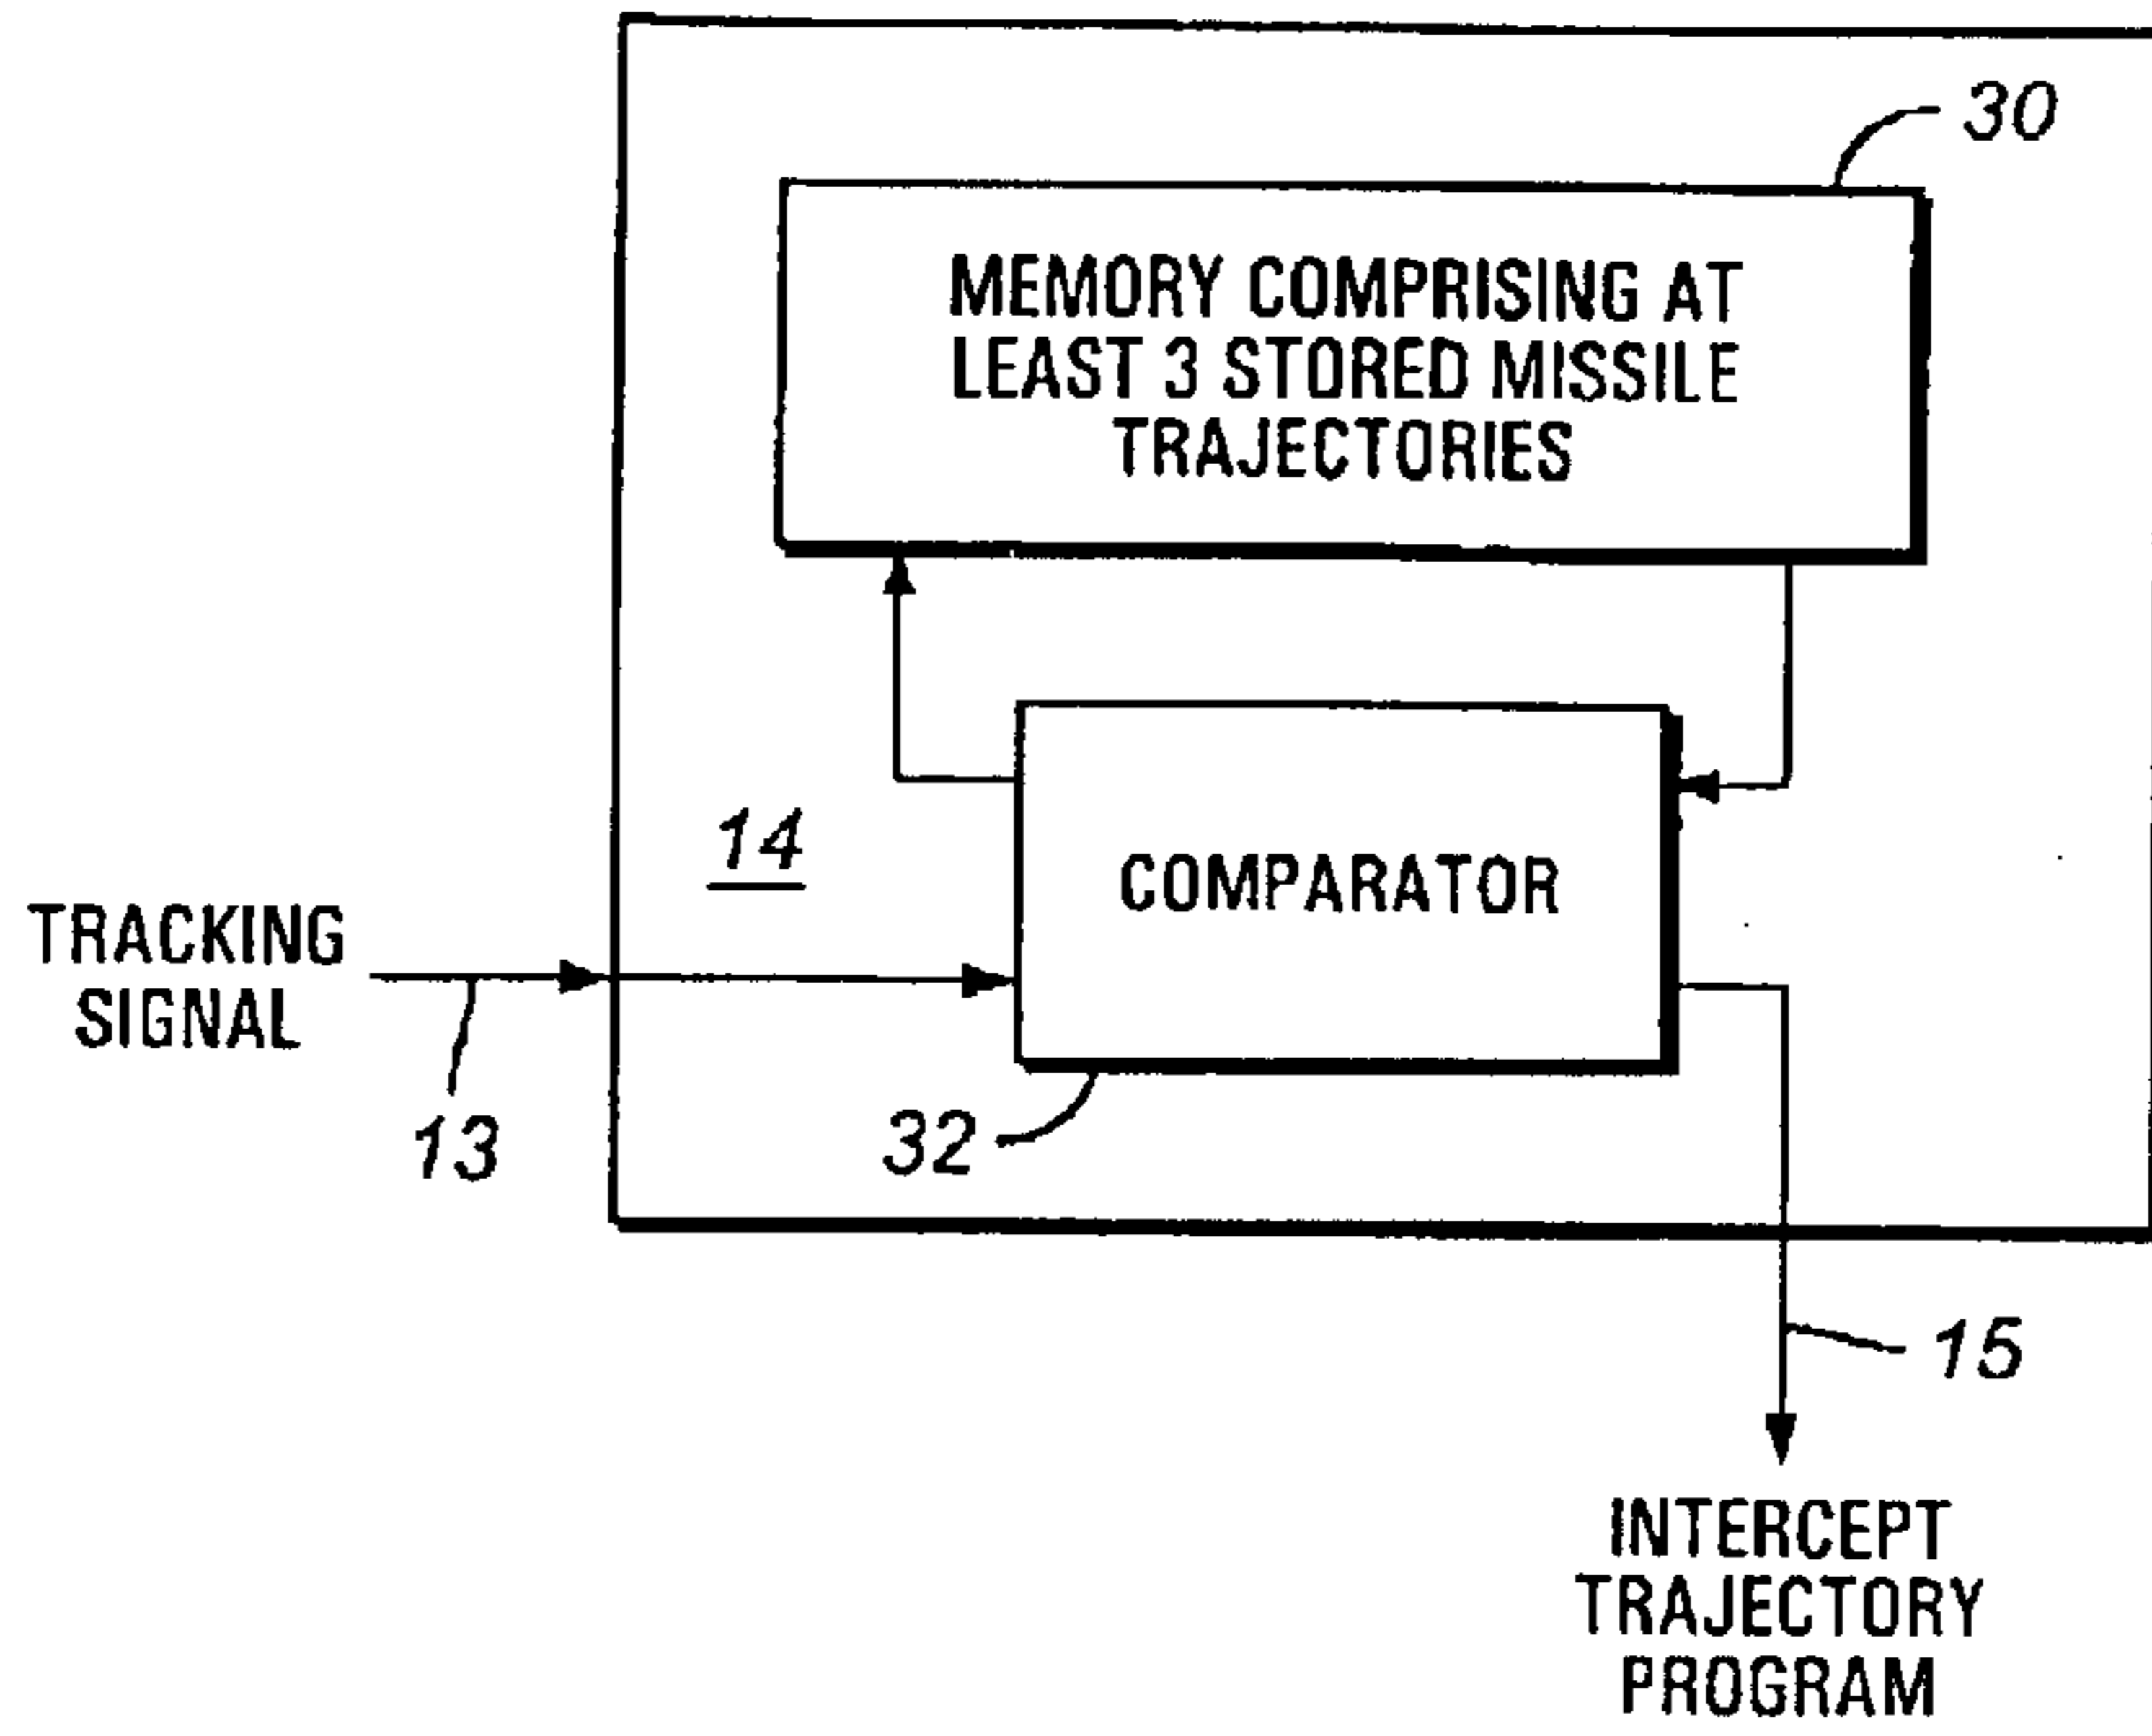 30
MEMORY COMPRISING AT
LEAST 3 STORED MISSILE
TRAJECTORIES
14
COMPARATOR
TRACKING
SIGNAL
13
32
15
INTERCEPT
TRAJECTORY
PROGRAM